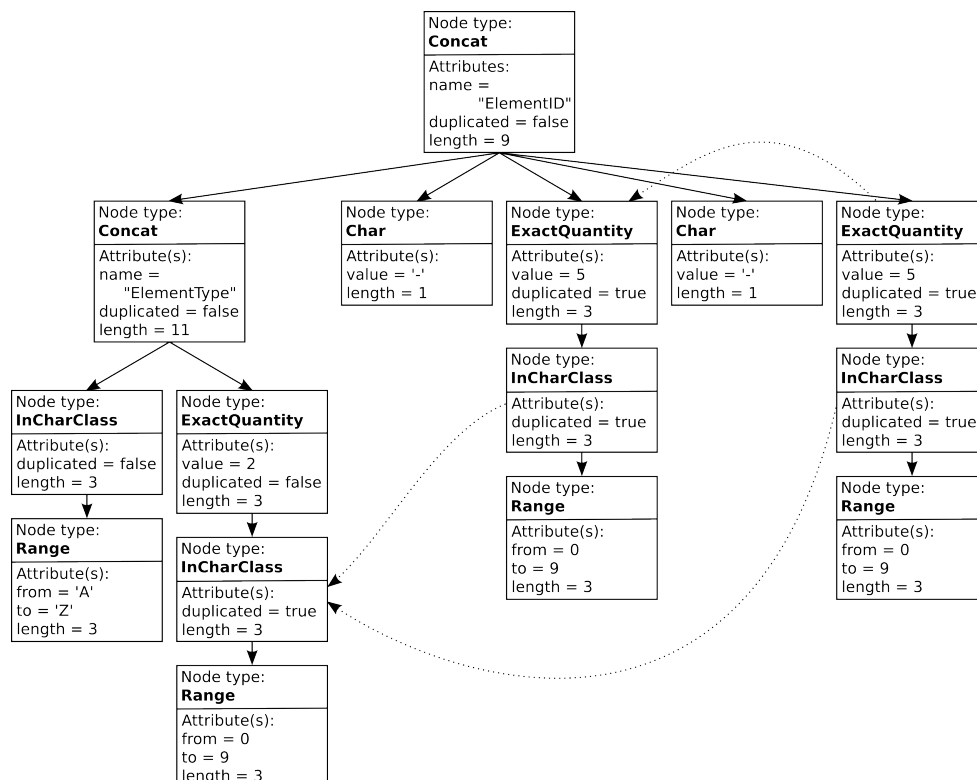 Node type:
Concat
Attributes:
name =
"ElementID"
duplicated = false
length = 9
Node type:
Concat
Attribute(s):
name =
"ElementType"
duplicated = false
length = 11
Node type:
Char
Attribute(s):
value = '-'
length = 1
Node type:
ExactQuantity
Attribute(s):
value = 5
duplicated = true
length = 3
Node type:
Char
Attribute(s):
value = '-'
length = 1
Node type:
ExactQuantity
Attribute(s):
value = 5
duplicated = true
length = 3
Node type:
InCharClass
Attribute(s):
duplicated = false
length = 3
Node type:
ExactQuantity
Attribute(s):
value = 2
duplicated = false
length = 3
Node type:
InCharClass
Attribute(s):
duplicated = true
length = 3
Node type:
InCharClass
Attribute(s):
duplicated = true
length = 3
Node type:
Range
Attribute(s):
from = 'A'
to = 'Z'
length = 3
Node type:
InCharClass
Attribute(s):
duplicated = true
length = 3
Node type:
Range
Attribute(s):
from = 0
to = 9
length = 3
Node type:
Range
Attribute(s):
from = 0
to = 9
length = 3
Node type:
Range
Attribute(s):
from = 0
to = 9
length = 3